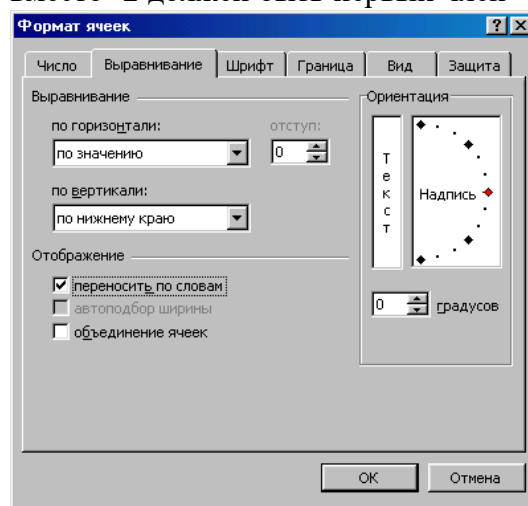 Формат ячеек
Число Выравнивание Шрифт Граница Вид Защита
Выравнивание
по горизонтали: отступ:
по значению 0
по вертикали:
по нижнему краю
Отображение
переносить по словам
автоподбор ширины
объединение ячеек
Ориентация
Текст
Надпись
0 градусов
ОК Отмена